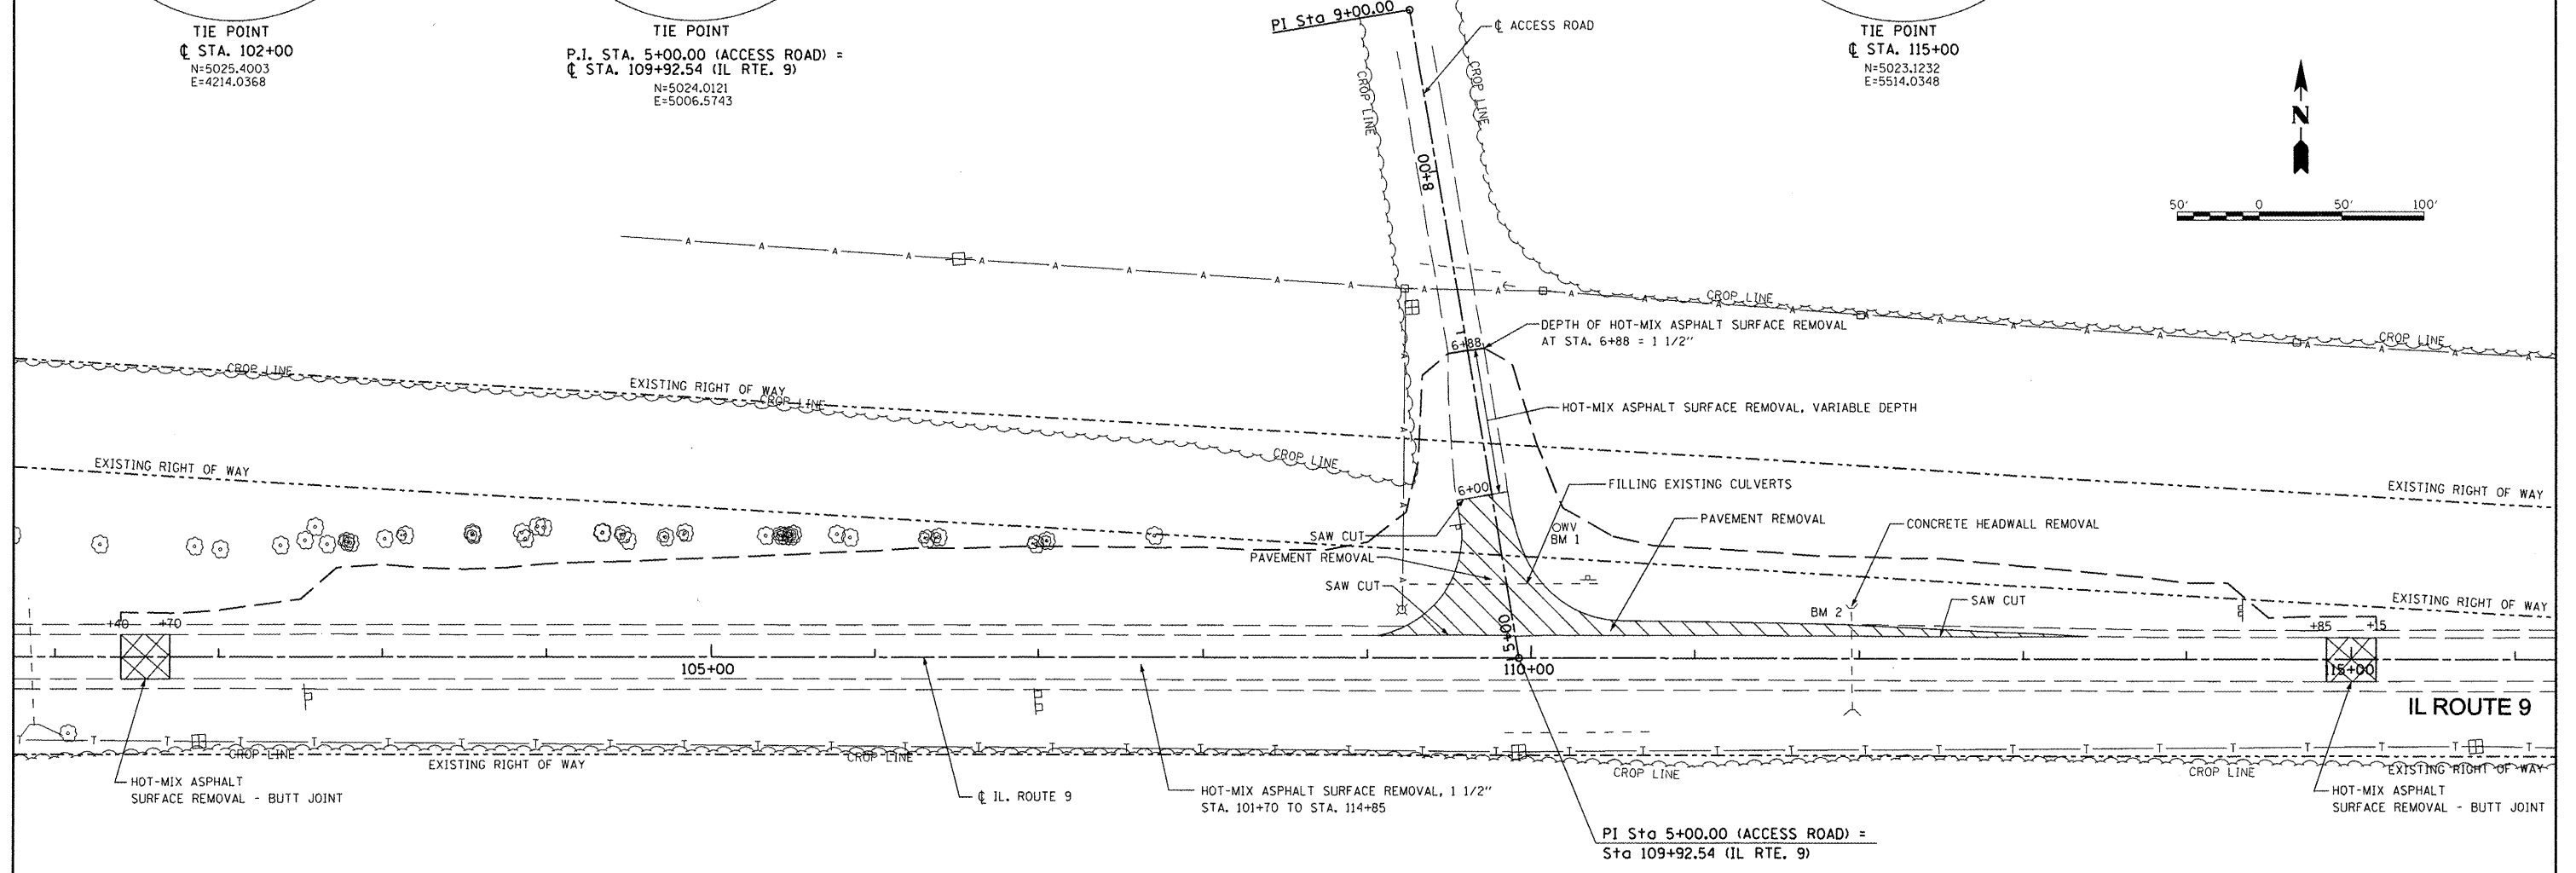 TIE POINT
℄ STA. 102+00
N=5025.4003
E=4214.0368
TIE POINT
P.I. STA. 5+00.00 (ACCESS ROAD) =
℄ STA. 109+92.54 (IL RTE. 9)
N=5024.0121
E=5006.5743
PI Sta 9+00.00
℄ ACCESS ROAD
TIE POINT
℄ STA. 115+00
N=5023.1232
E=5514.0348
N
50' 0 50' 100'
CROP LINE
CROP LINE
8+00
A A A A A A A A A A A A A A A A A A A A A A A A
CROP LINE
CROP LINE
DEPTH OF HOT-MIX ASPHALT SURFACE REMOVAL
AT STA. 6+88 = 1 1/2"
6+88
CROP LINE
EXISTING RIGHT OF WAY
CROP LINE
HOT-MIX ASPHALT SURFACE REMOVAL, VARIABLE DEPTH
CROP LINE
EXISTING RIGHT OF WAY
6+00
FILLING EXISTING CULVERTS
EXISTING RIGHT OF WAY
SAW CUT
WV
BM 1
PAVEMENT REMOVAL
CONCRETE HEADWALL REMOVAL
PAVEMENT REMOVAL
SAW CUT
BM 2
SAW CUT
EXISTING RIGHT OF WAY
+40 +70
5+00
+85 +15
105+00
110+00
115+00
IL ROUTE 9
T T T T T T T T T T T T T T T T T T T T T T T T T T T T T T T T T
CROP LINE
EXISTING RIGHT OF WAY
CROP LINE
CROP LINE
CROP LINE
EXISTING RIGHT OF WAY
HOT-MIX ASPHALT
SURFACE REMOVAL - BUTT JOINT
℄ IL. ROUTE 9
HOT-MIX ASPHALT SURFACE REMOVAL, 1 1/2"
STA. 101+70 TO STA. 114+85
HOT-MIX ASPHALT
SURFACE REMOVAL - BUTT JOINT
PI Sta 5+00.00 (ACCESS ROAD) =
Sta 109+92.54 (IL RTE. 9)